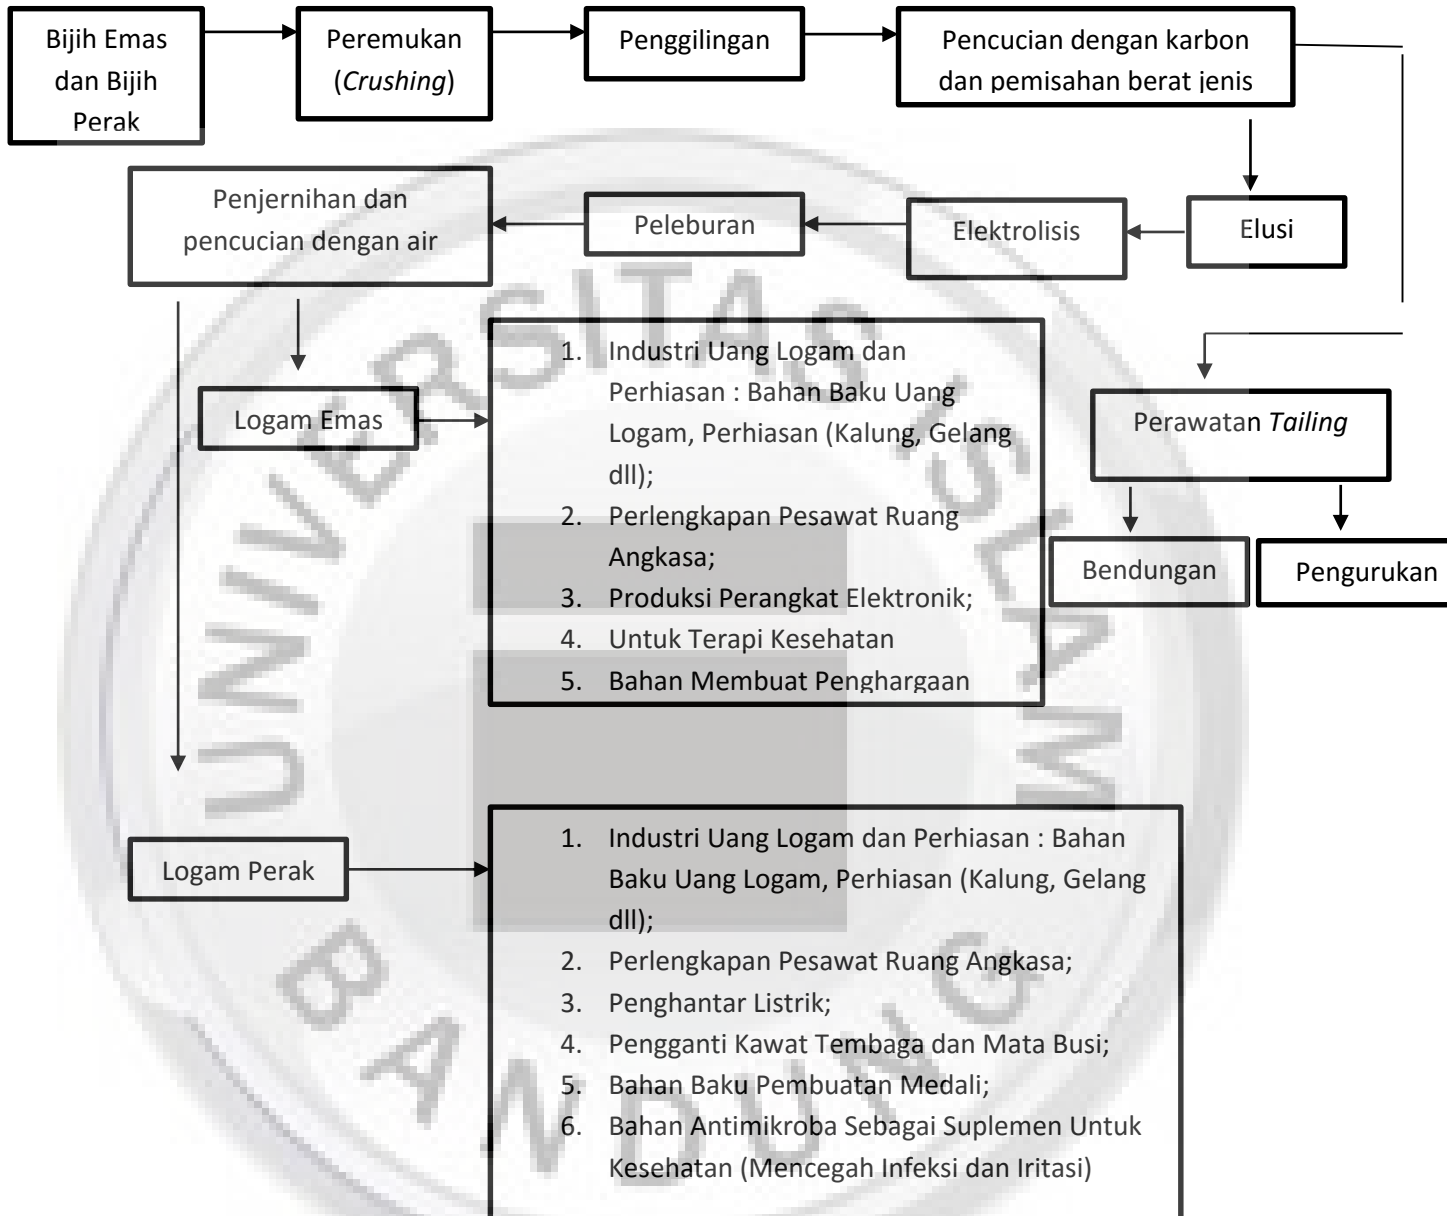 Bijih Emas
dan Bijih
Perak
Peremukan
(Crushing)
Penggilingan
Pencucian dengan karbon
dan pemisahan berat jenis
Penjernihan dan
pencucian dengan air
Peleburan
Elektrolisis
Elusi
Logam Emas
1. Industri Uang Logam dan
Perhiasan : Bahan Baku Uang
Logam, Perhiasan (Kalung, Gelang
dll);
2. Perlengkapan Pesawat Ruang
Angkasa;
3. Produksi Perangkat Elektronik;
4. Untuk Terapi Kesehatan
5. Bahan Membuat Penghargaan
Perawatan Tailing
Bendungan
Pengurukan
Logam Perak
1. Industri Uang Logam dan Perhiasan : Bahan
Baku Uang Logam, Perhiasan (Kalung, Gelang
dll);
2. Perlengkapan Pesawat Ruang Angkasa;
3. Penghantar Listrik;
4. Pengganti Kawat Tembaga dan Mata Busi;
5. Bahan Baku Pembuatan Medali;
6. Bahan Antimikroba Sebagai Suplemen Untuk
Kesehatan (Mencegah Infeksi dan Iritasi)
UNIVERSITAS ISLAM
BANDUNG